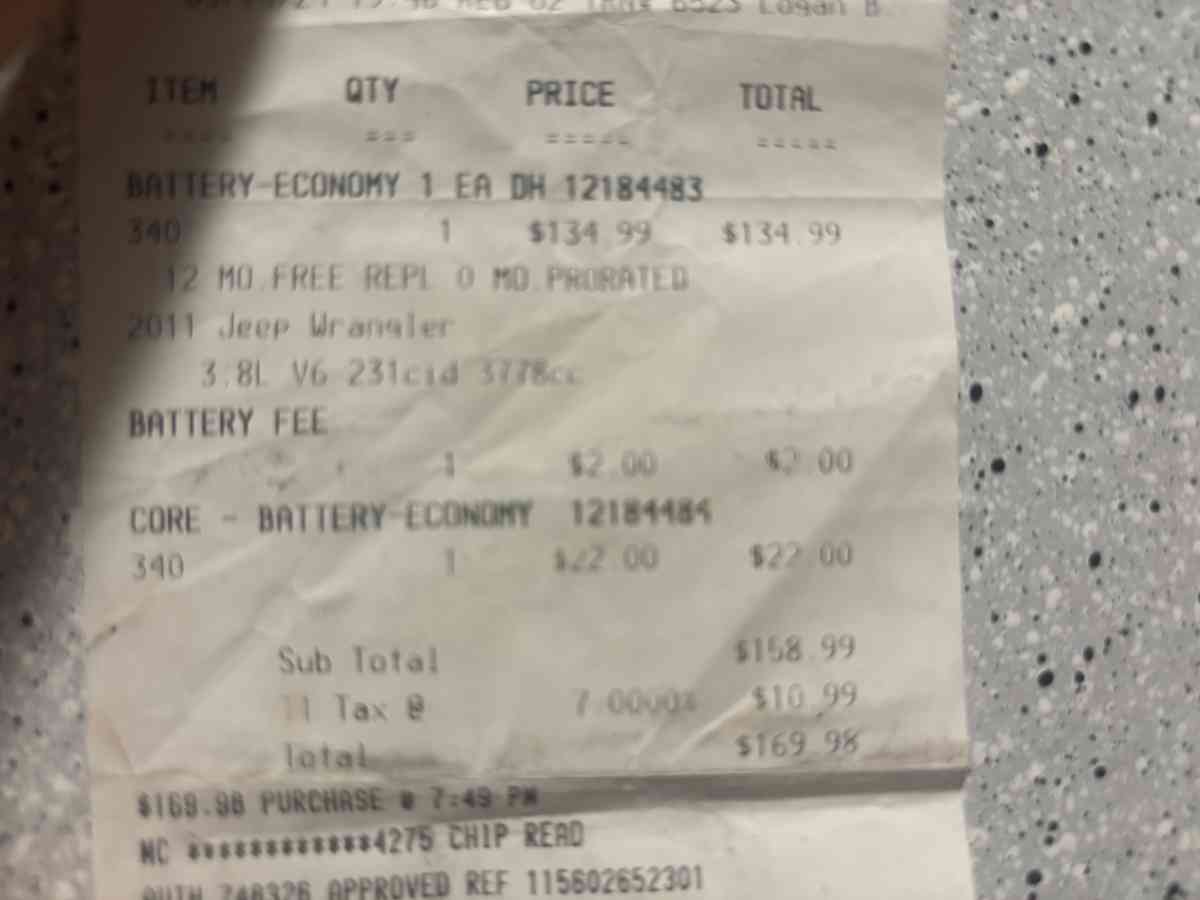 Logan B
ITEM QTY PRICE TOTAL
==== === ===== =====
BATTERY-ECONOMY 1 EA DH 12184483
340 1 $134.99 $134.99
12 MO.FREE REPL 0 MO.PRORATED
2011 Jeep Wrangler
3.8L V6 231cid 3778cc
BATTERY FEE
1 $2.00 $2.00
CORE - BATTERY-ECONOMY 12184484
340 1 $22.00 $22.00
Sub Total $158.99
Tax @ 7.0000% $10.99
Total $169.98
$169.98 PURCHASE @ 7:49 PM
MC ************4275 CHIP READ
AUTH 748326 APPROVED REF 115602652301